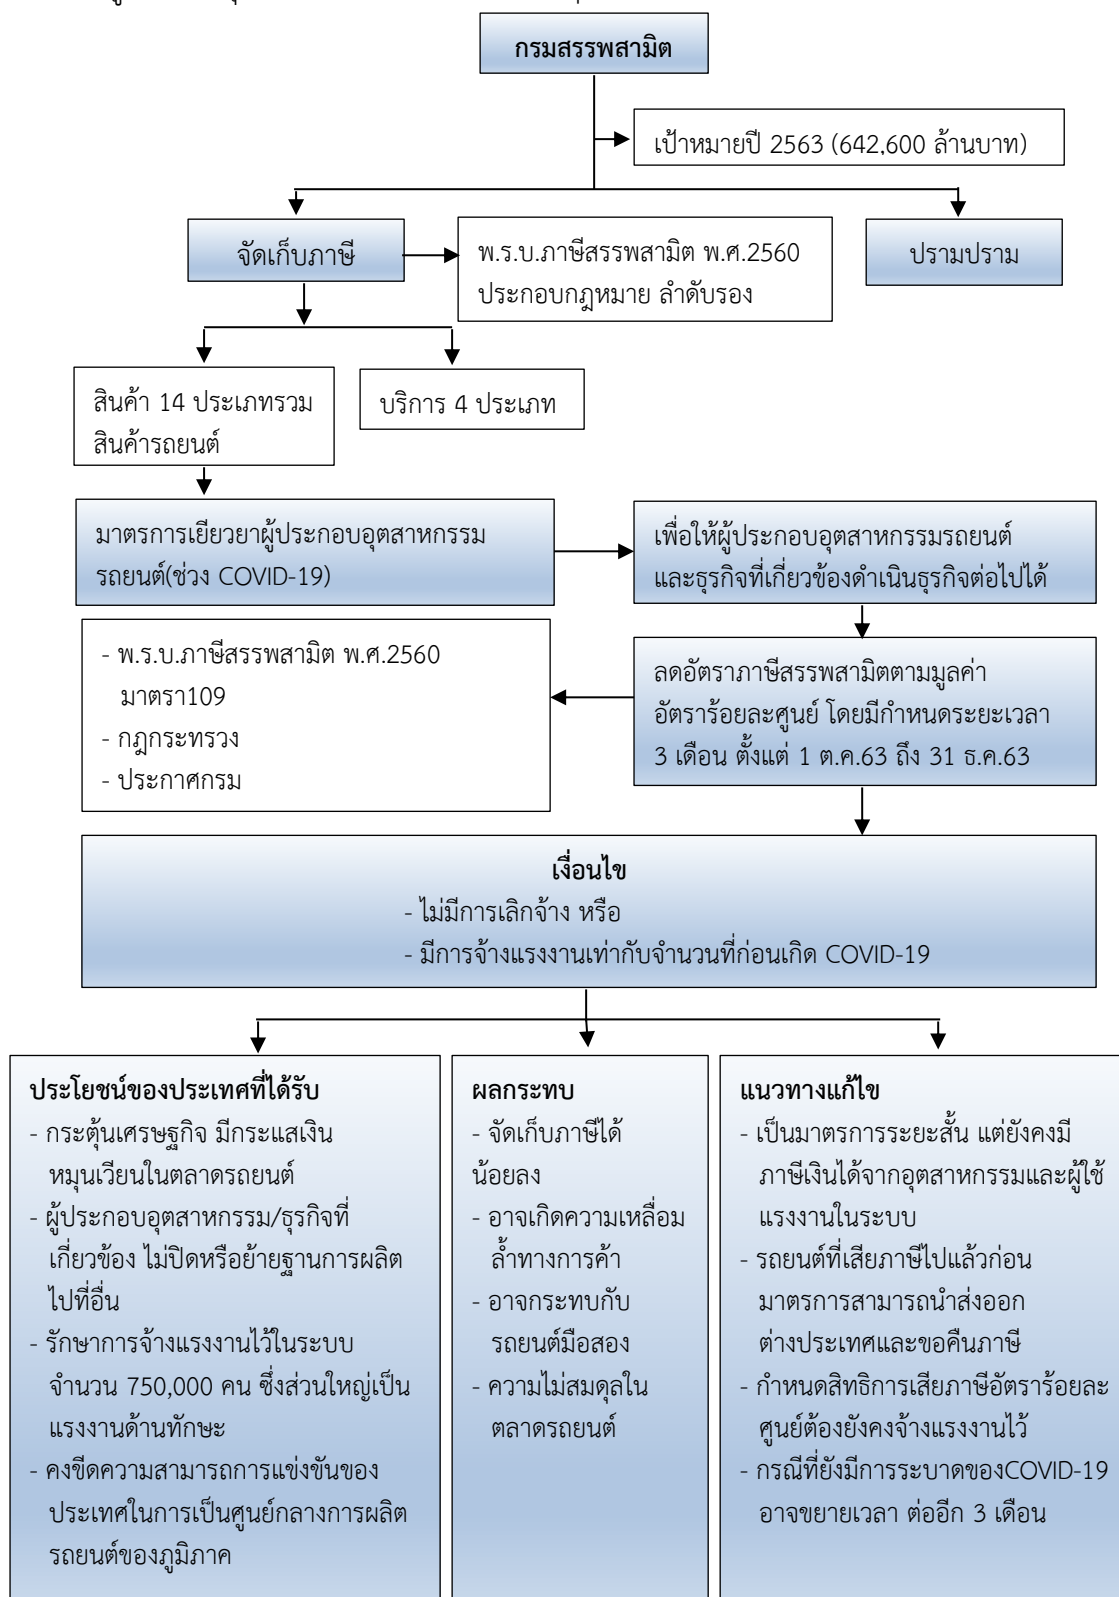 กรมสรรพสามิต
เป้าหมายปี 2563 (642,600 ล้านบาท)
จัดเก็บภาษี
พ.ร.บ.ภาษีสรรพสามิต พ.ศ.2560
ประกอบกฎหมาย ลำดับรอง
ปรามปราม
สินค้า 14 ประเภทรวม
สินค้ารถยนต์
บริการ 4 ประเภท
มาตรการเยียวยาผู้ประกอบอุตสาหกรรม
รถยนต์(ช่วง COVID-19)
เพื่อให้ผู้ประกอบอุตสาหกรรมรถยนต์
และธุรกิจที่เกี่ยวข้องดำเนินธุรกิจต่อไปได้
- พ.ร.บ.ภาษีสรรพสามิต พ.ศ.2560
มาตรา109
- กฎกระทรวง
- ประกาศกรม
ลดอัตราภาษีสรรพสามิตตามมูลค่า
อัตราร้อยละศูนย์ โดยมีกำหนดระยะเวลา
3 เดือน ตั้งแต่ 1 ต.ค.63 ถึง 31 ธ.ค.63
เงื่อนไข
- ไม่มีการเลิกจ้าง หรือ
- มีการจ้างแรงงานเท่ากับจำนวนที่ก่อนเกิด COVID-19
ประโยชน์ของประเทศที่ได้รับ
- กระตุ้นเศรษฐกิจ มีกระแสเงิน
หมุนเวียนในตลาดรถยนต์
- ผู้ประกอบอุตสาหกรรม/ธุรกิจที่
เกี่ยวข้อง ไม่ปิดหรือย้ายฐานการผลิต
ไปที่อื่น
- รักษาการจ้างแรงงานไว้ในระบบ
จำนวน 750,000 คน ซึ่งส่วนใหญ่เป็น
แรงงานด้านทักษะ
- คงขีดความสามารถการแข่งขันของ
ประเทศในการเป็นศูนย์กลางการผลิต
รถยนต์ของภูมิภาค
ผลกระทบ
- จัดเก็บภาษีได้
น้อยลง
- อาจเกิดความเหลื่อม
ล้ำทางการค้า
- อาจกระทบกับ
รถยนต์มือสอง
- ความไม่สมดุลใน
ตลาดรถยนต์
แนวทางแก้ไข
- เป็นมาตรการระยะสั้น แต่ยังคงมี
ภาษีเงินได้จากอุตสาหกรรมและผู้ใช้
แรงงานในระบบ
- รถยนต์ที่เสียภาษีไปแล้วก่อน
มาตรการสามารถนำส่งออก
ต่างประเทศและขอคืนภาษี
- กำหนดสิทธิการเสียภาษีอัตราร้อยละ
ศูนย์ต้องยังคงจ้างแรงงานไว้
- กรณีที่ยังมีการระบาดของCOVID-19
อาจขยายเวลา ต่ออีก 3 เดือน